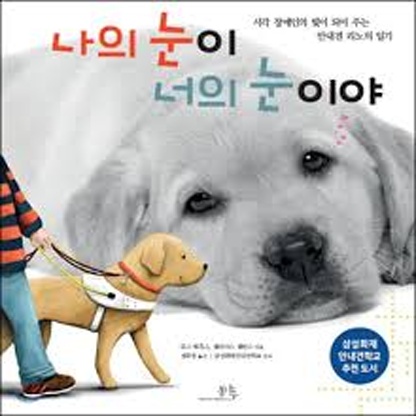 시각 장애인의 빛이 되어 주는
안내견 리노의 일기
나의 눈이
너의 눈이야
삼성화재
안내견학교
추천 도서